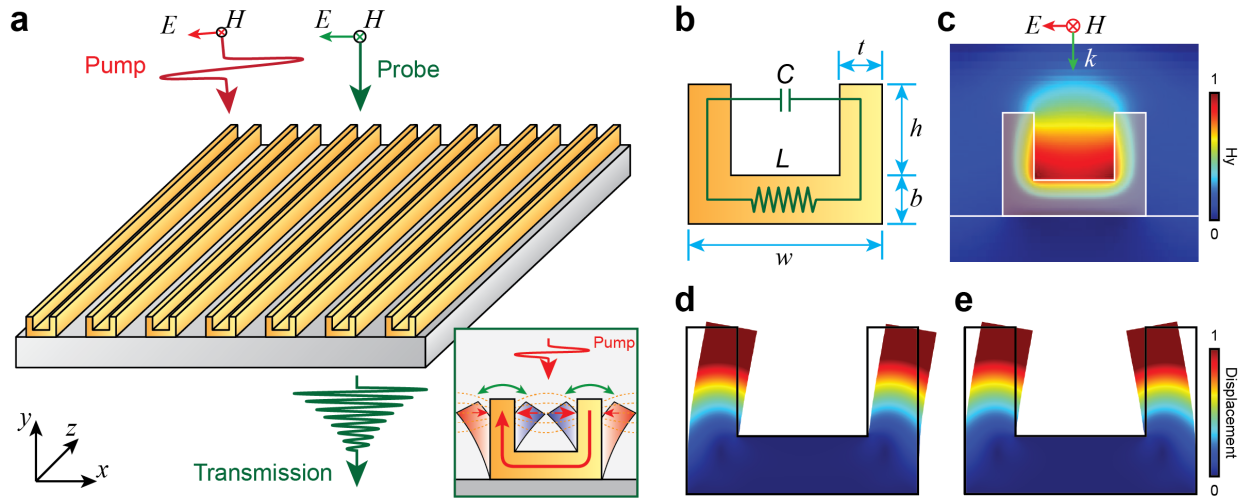 a
E
H
E
H
Pump
Probe
y
z
x
Transmission
Pump
b
t
C
h
L
b
w
c
E
H
k
1
Hy
0
d
e
1
Displacement
0